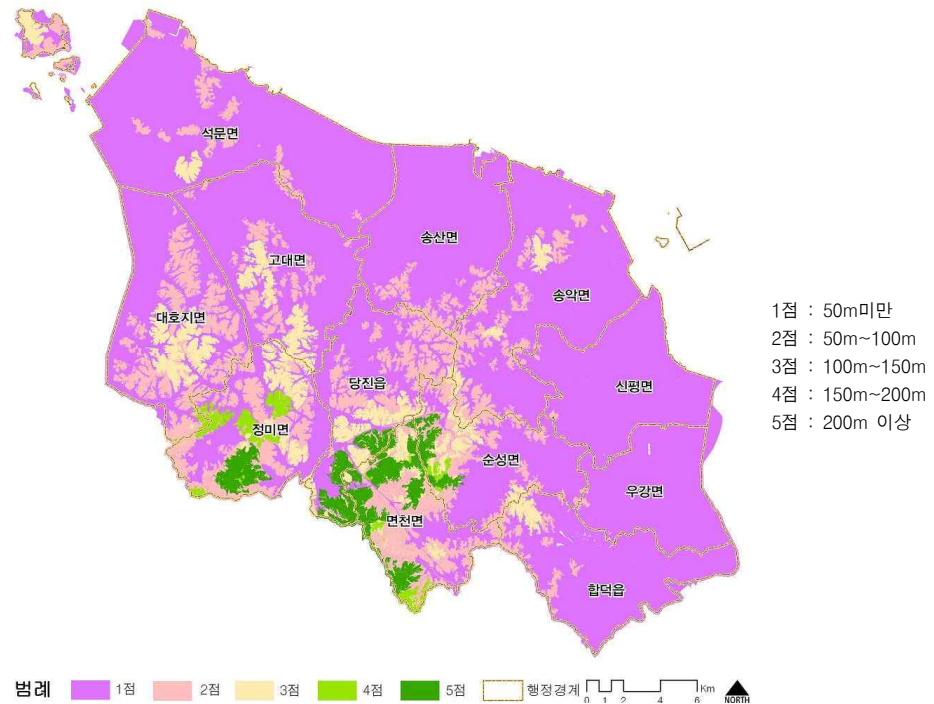 석문면
송산면
고대면
송악면
대호지면
당진읍
신평면
정미면
순성면
우강면
면천면
합덕읍
1점 : 50m미만
2점 : 50m~100m
3점 : 100m~150m
4점 : 150m~200m
5점 : 200m 이상
범례 1점 2점 3점 4점 5점 행정경계 Km
0 1 2 4 6 NORTH